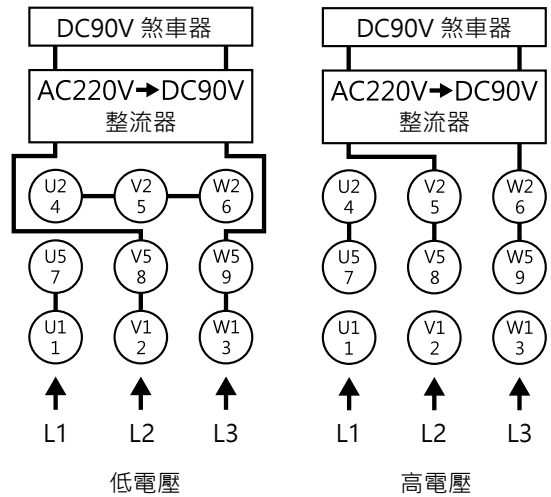 DC90V 煞車器
AC220V→DC90V
整流器
U2 4
V2 5
W2 6
U5 7
V5 8
W5 9
U1 1
V1 2
W1 3
L1 L2 L3
低電壓
DC90V 煞車器
AC220V→DC90V
整流器
U2 4
V2 5
W2 6
U5 7
V5 8
W5 9
U1 1
V1 2
W1 3
L1 L2 L3
高電壓